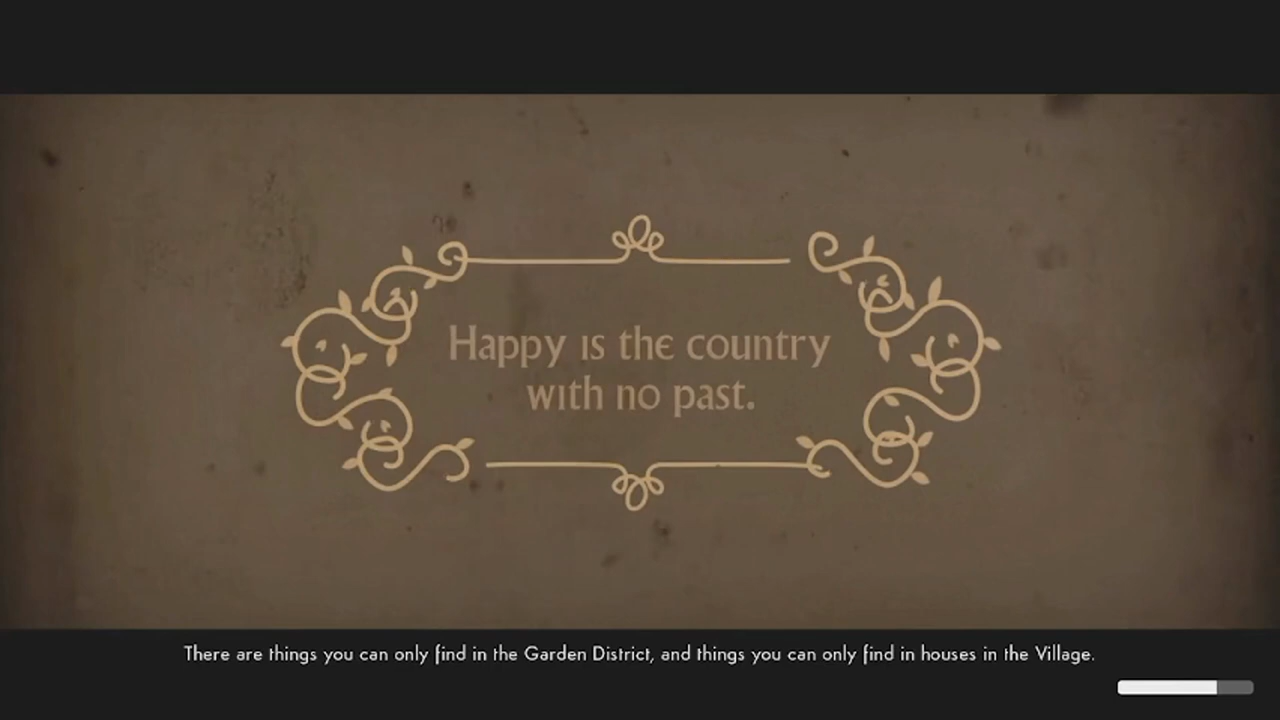 Happy is the country
with no past.
There are things you can only find in the Garden District, and things you can only find in houses in the Village.